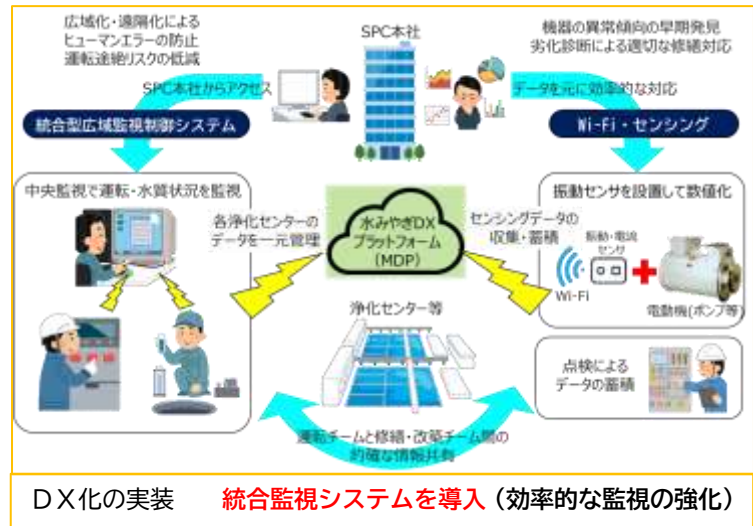 広域化・遠隔化による
ヒューマンエラーの防止
運転途絶リスクの低減
SPC本社
機器の異常傾向の早期発見
劣化診断による適切な修繕対応
SPC本社からアクセス
データを元に効率的な対応
統合型広域監視制御システム
Wi-Fi・センシング
中央監視で運転・水質状況を監視
各浄化センターの
データを一元管理
水みやぎDX
プラットフォーム
(MDP)
センシングデータの
収集・蓄積
振動センサを設置して数値化
振動・電流
センサ
Wi-Fi
電動機(ポンプ等)
浄化センター等
点検による
データの蓄積
運転チームと修繕・改築チーム間の
的確な情報共有
DX化の実装 統合監視システムを導入(効率的な監視の強化)